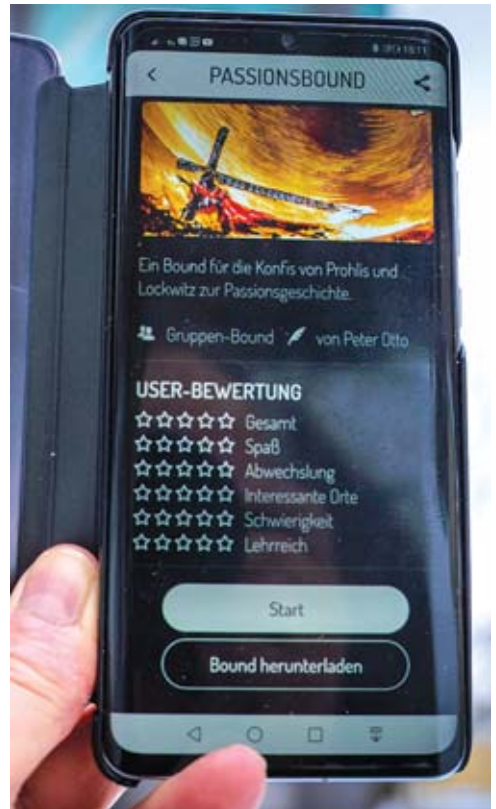 PASSIONSBOUND
Ein Bound für die Konfis von Prohlis und
Lockwitz zur Passionsgeschichte.
Gruppen-Bound von Peter Otto
USER-BEWERTUNG
Gesamt
Spaß
Abwechslung
Interessante Orte
Schwierigkeit
Lehrreich
Start
Bound herunterladen